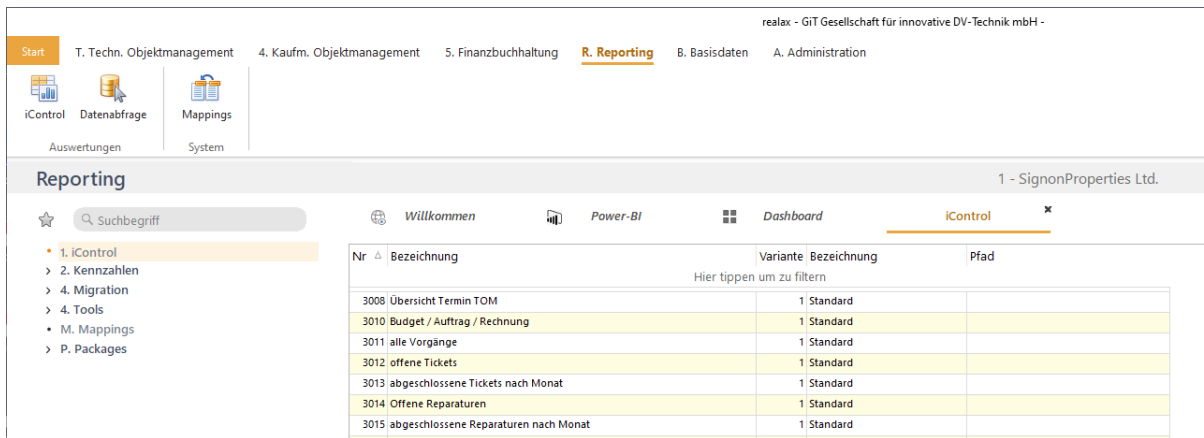 realax - GiT Gesellschaft für innovative DV-Technik mbH -
Start T. Techn. Objektmanagement 4. Kaufm. Objektmanagement 5. Finanzbuchhaltung R. Reporting B. Basisdaten A. Administration
iControl Datenabfrage Mappings
Auswertungen System
Reporting 1 - SignonProperties Ltd.
Suchbegriff Willkommen Power-BI Dashboard iControl
1. iControl
2. Kennzahlen
4. Migration
4. Tools
M. Mappings
P. Packages
Nr Bezeichnung Variante Bezeichnung Pfad
Hier tippen um zu filtern
3008 Übersicht Termin TOM 1 Standard
3010 Budget / Auftrag / Rechnung 1 Standard
3011 alle Vorgänge 1 Standard
3012 offene Tickets 1 Standard
3013 abgeschlossene Tickets nach Monat 1 Standard
3014 Offene Reparaturen 1 Standard
3015 abgeschlossene Reparaturen nach Monat 1 Standard